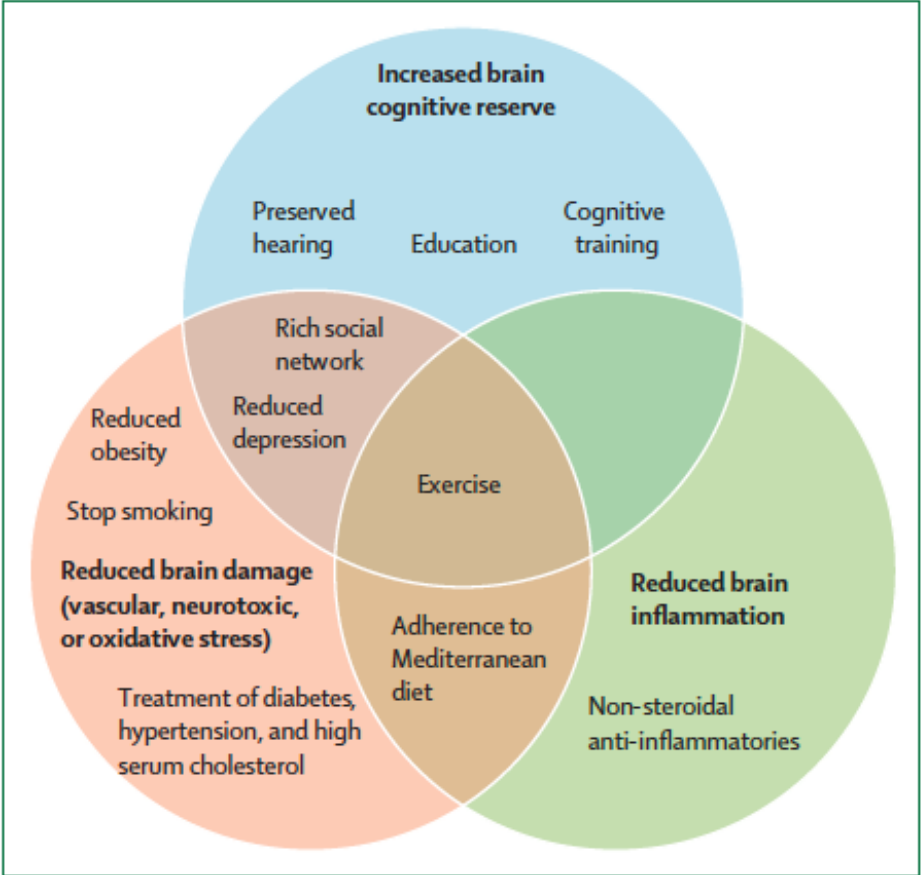 Increased brain
cognitive reserve
Preserved
hearing
Education
Cognitive
training
Rich social
network
Reduced
depression
Reduced
obesity
Stop smoking
Exercise
Reduced brain damage
(vascular, neurotoxic,
or oxidative stress)
Reduced brain
inflammation
Adherence to
Mediterranean
diet
Treatment of diabetes,
hypertension, and high
serum cholesterol
Non-steroidal
anti-inflammatories